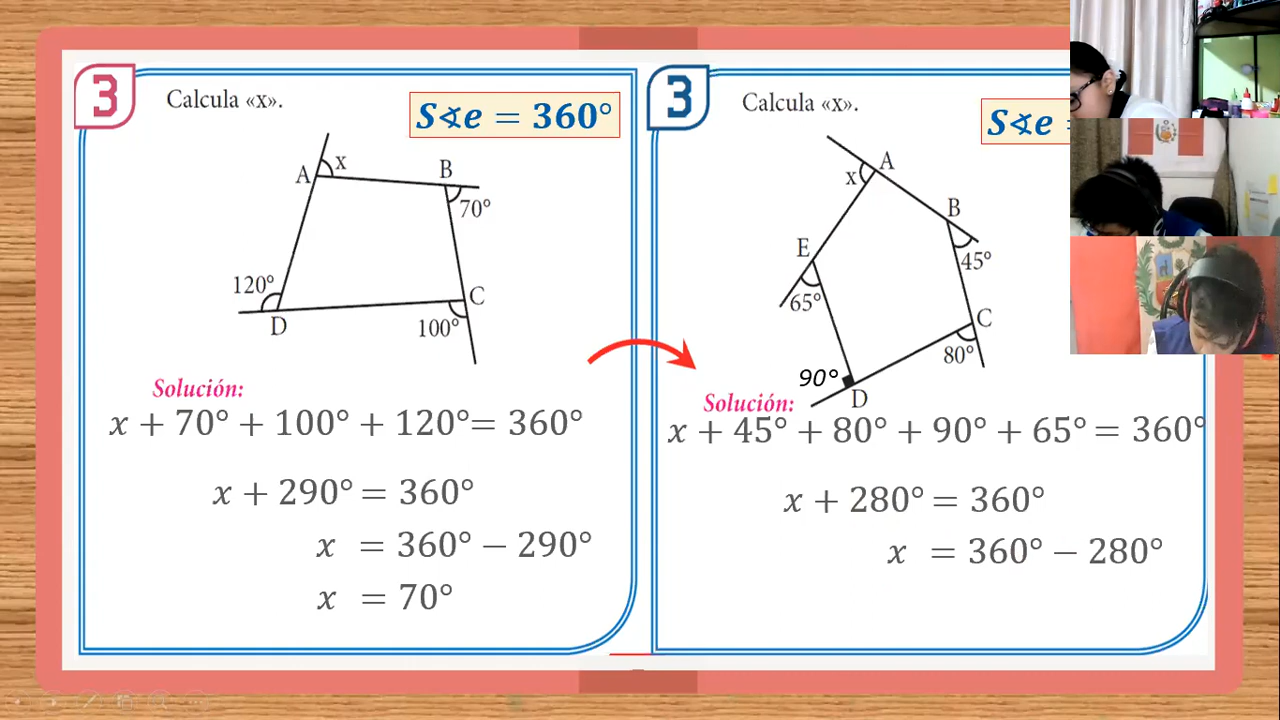 3
Calcula «x».
S∢e = 360°
A
x
B
70°
120°
D
C
100°
Solución:
x + 70° + 100° + 120°= 360°
x + 290° = 360°
x = 360° − 290°
x = 70°
3
Calcula «x».
S∢e =
A
x
B
E
45°
65°
C
80°
90°
D
Solución:
x + 45° + 80° + 90° + 65° = 360°
x + 280° = 360°
x = 360° − 280°